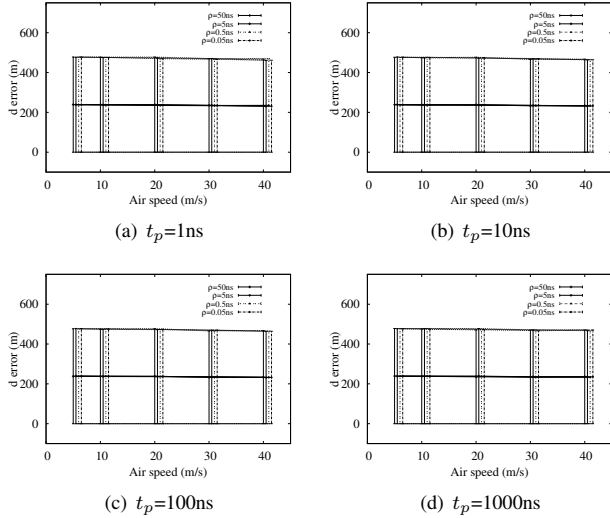 ρ=50ns
ρ=5ns
ρ=0.5ns
ρ=0.05ns
600
400
200
0
d error (m)
0 10 20 30 40
Air speed (m/s)
(a) t_p=1ns
ρ=50ns
ρ=5ns
ρ=0.5ns
ρ=0.05ns
600
400
200
0
d error (m)
0 10 20 30 40
Air speed (m/s)
(b) t_p=10ns
ρ=50ns
ρ=5ns
ρ=0.5ns
ρ=0.05ns
600
400
200
0
d error (m)
0 10 20 30 40
Air speed (m/s)
(c) t_p=100ns
ρ=50ns
ρ=5ns
ρ=0.5ns
ρ=0.05ns
600
400
200
0
d error (m)
0 10 20 30 40
Air speed (m/s)
(d) t_p=1000ns